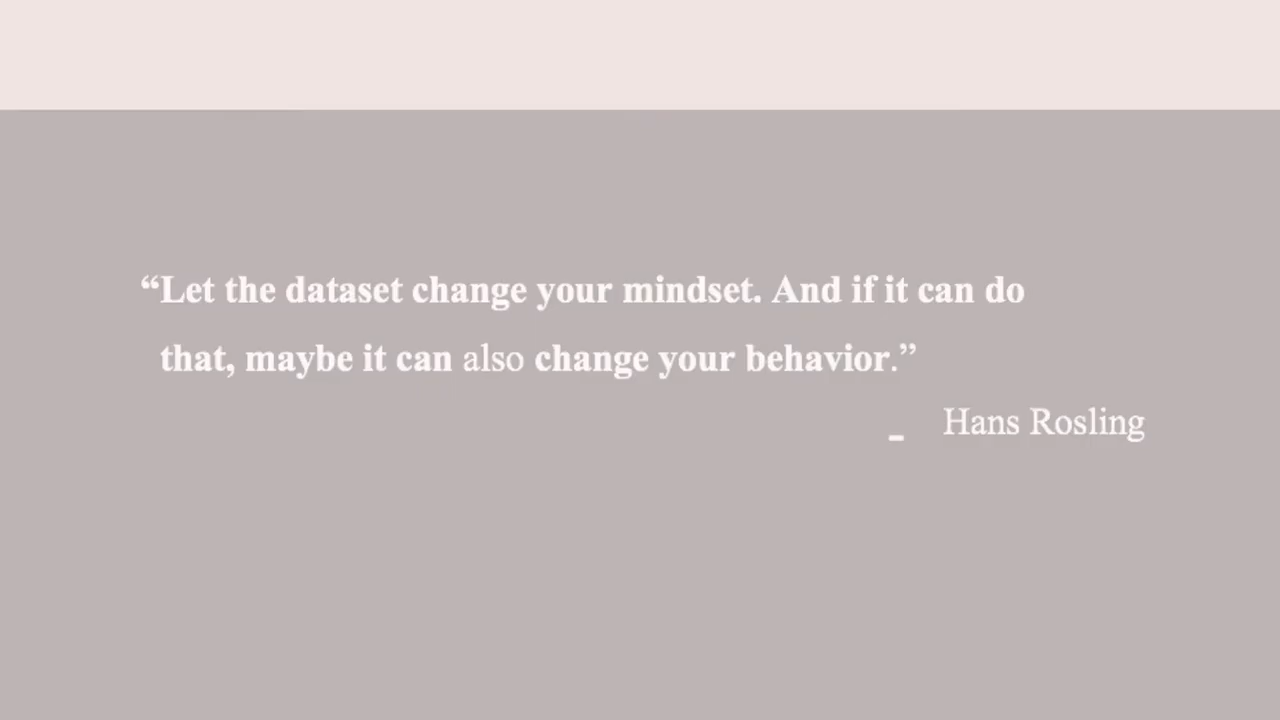 “Let the dataset change your mindset. And if it can do
that, maybe it can also change your behavior.”
- Hans Rosling